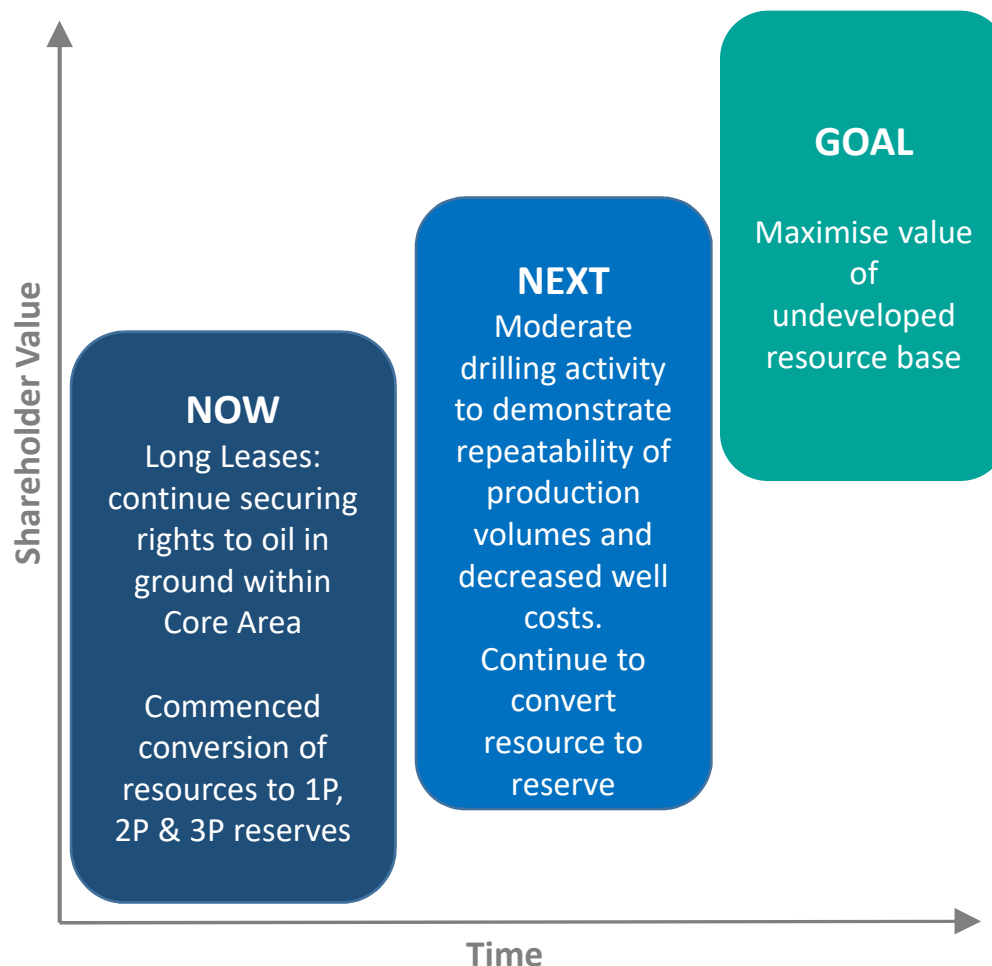 Shareholder Value
NOW
Long Leases:
continue securing
rights to oil in
ground within
Core Area
Commenced
conversion of
resources to 1P,
2P & 3P reserves
NEXT
Moderate
drilling activity
to demonstrate
repeatability of
production
volumes and
decreased well
costs.
Continue to
convert
resource to
reserve
GOAL
Maximise value
of
undeveloped
resource base
Time